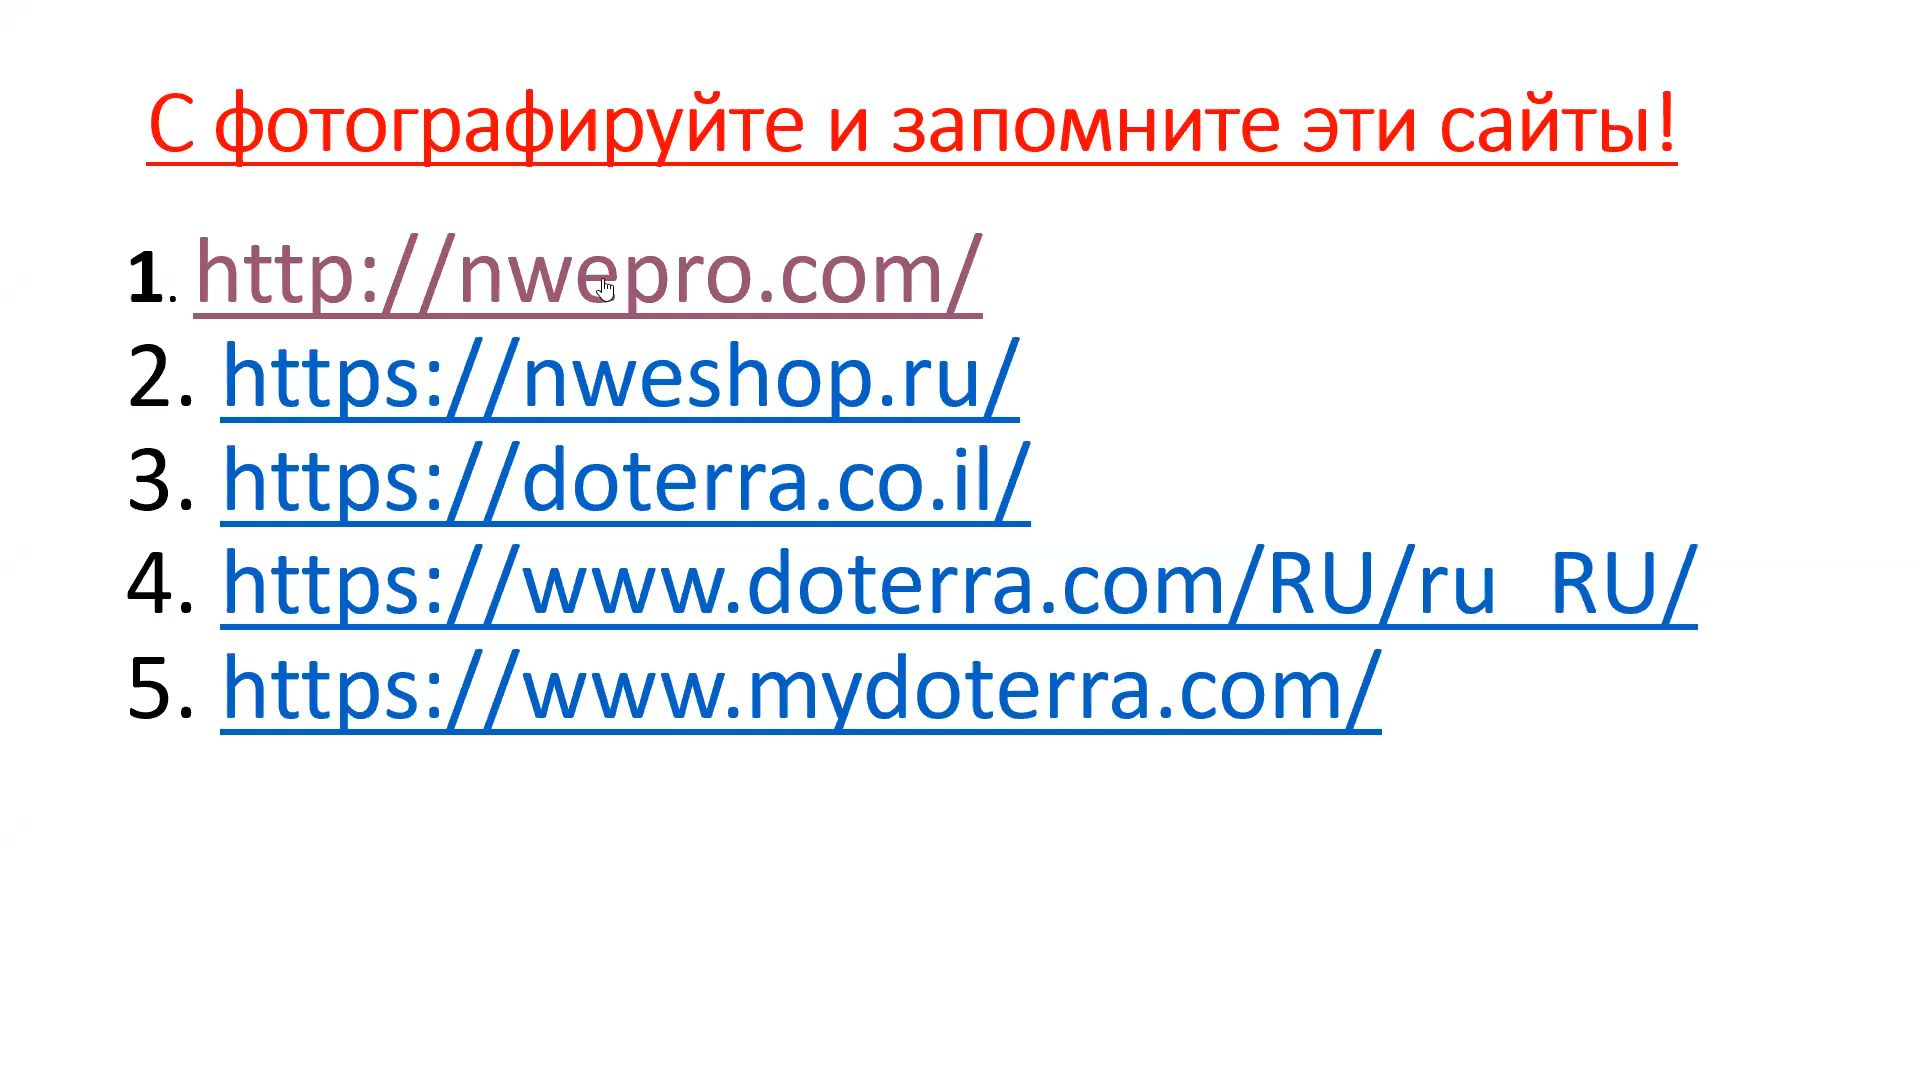 С фотографируйте и запомните эти сайты!
1. http://nwepro.com/
2. https://nweshop.ru/
3. https://doterra.co.il/
4. https://www.doterra.com/RU/ru_RU/
5. https://www.mydoterra.com/